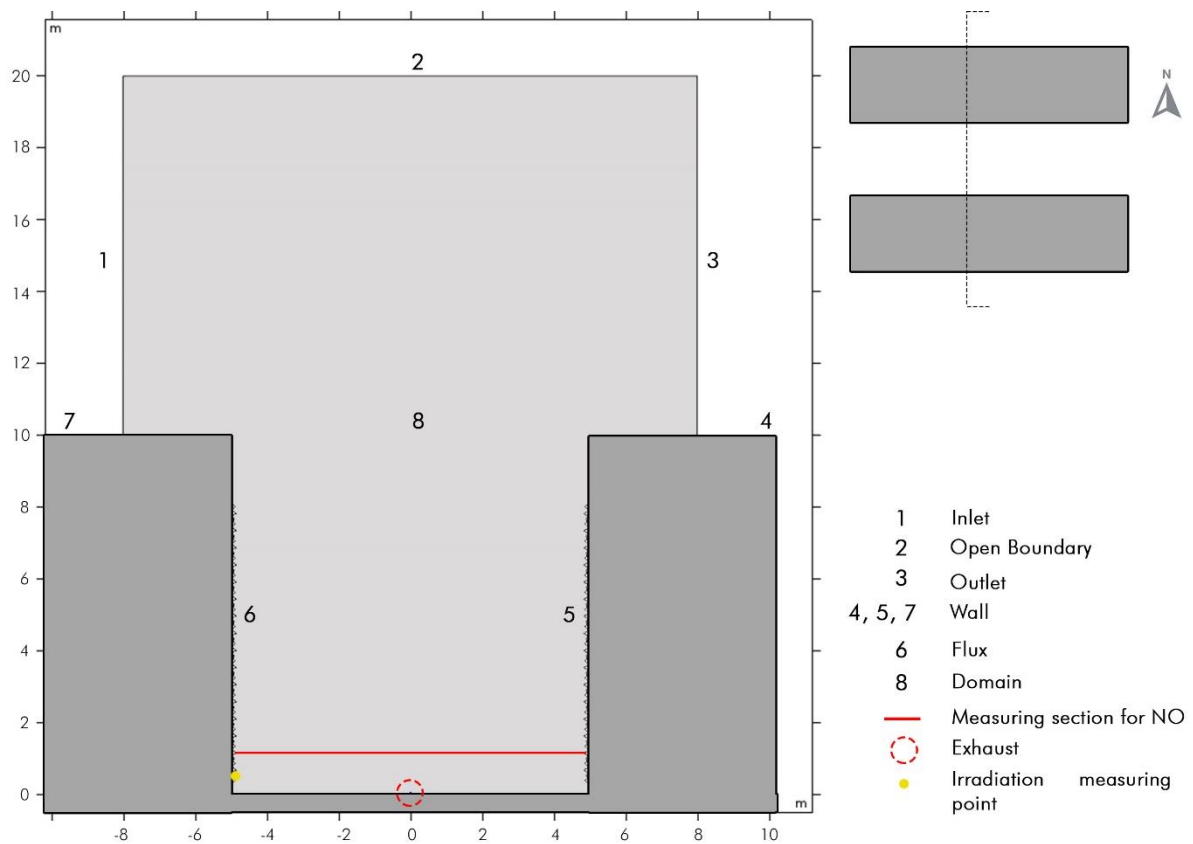 m
2
20
18
16
1
3
14
12
7
8
4
10
8
6
6
5
4
2
0
m
-8
-6
-4
-2
0
2
4
6
8
10
N
1 Inlet
2 Open Boundary
3 Outlet
4, 5, 7 Wall
6 Flux
8 Domain
Measuring section for NO
Exhaust
Irradiation measuring
point